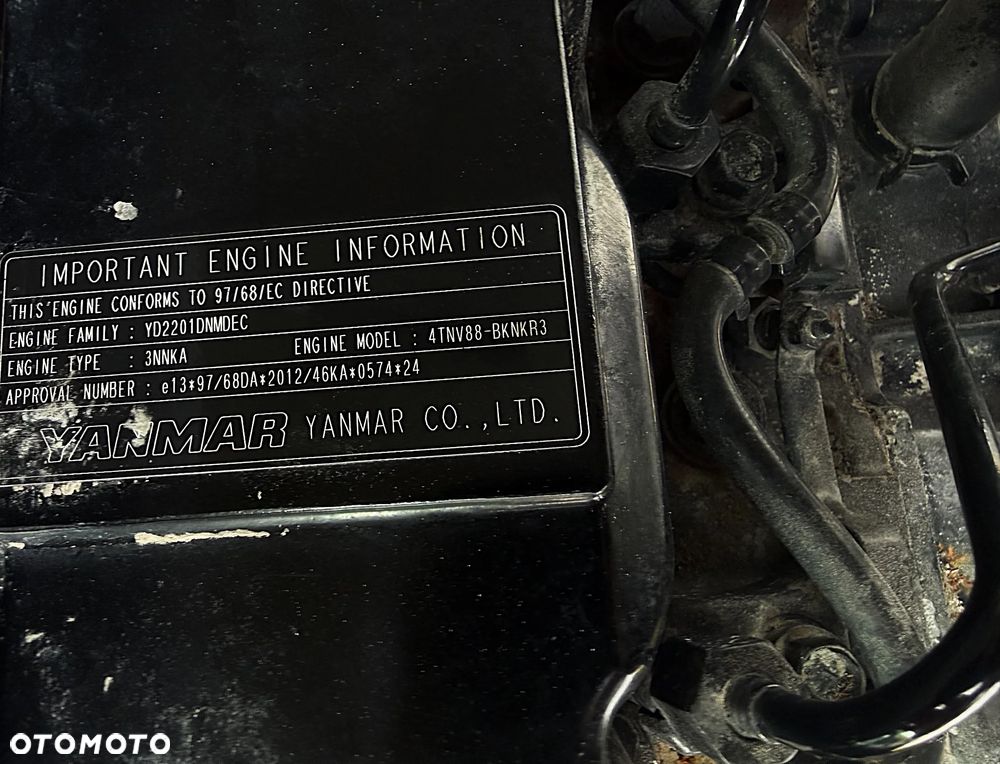 IMPORTANT ENGINE INFORMATION
THIS ENGINE CONFORMS TO 97/68/EC DIRECTIVE
ENGINE FAMILY : YD2201DNMDEC
ENGINE TYPE : 3NNKA ENGINE MODEL : 4TNV88-BKNKR3
APPROVAL NUMBER : e13*97/68DA*2012/46KA*0574*24
YANMAR YANMAR CO.,LTD.
OTOMOTO